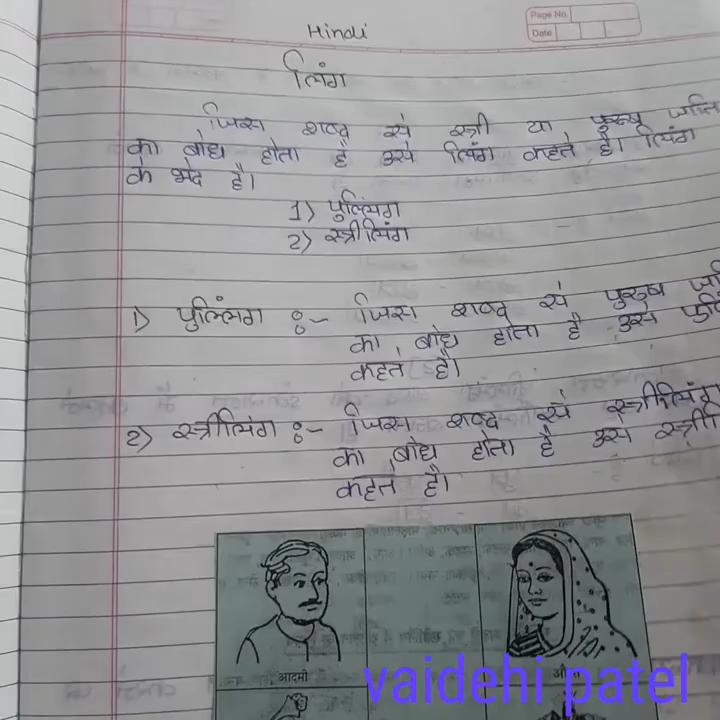 Hindi
Page No.
Date
लिंग
जिस शब्द से स्त्री या पुरुष जाति
का बोध होता है उसे लिंग कहते है। लिंग
के भेद है।
1) पुल्लिंग
2) स्त्रीलिंग
1) पुल्लिंग :- जिस शब्द से पुरुष
का बोध होता है उस
कहते है।
2) स्त्रीलिंग :- जिस शब्द से स्त्रीलिंग
का बोध होता है उसे स्त्री
कहते है।
आदमी
vaidehi patel